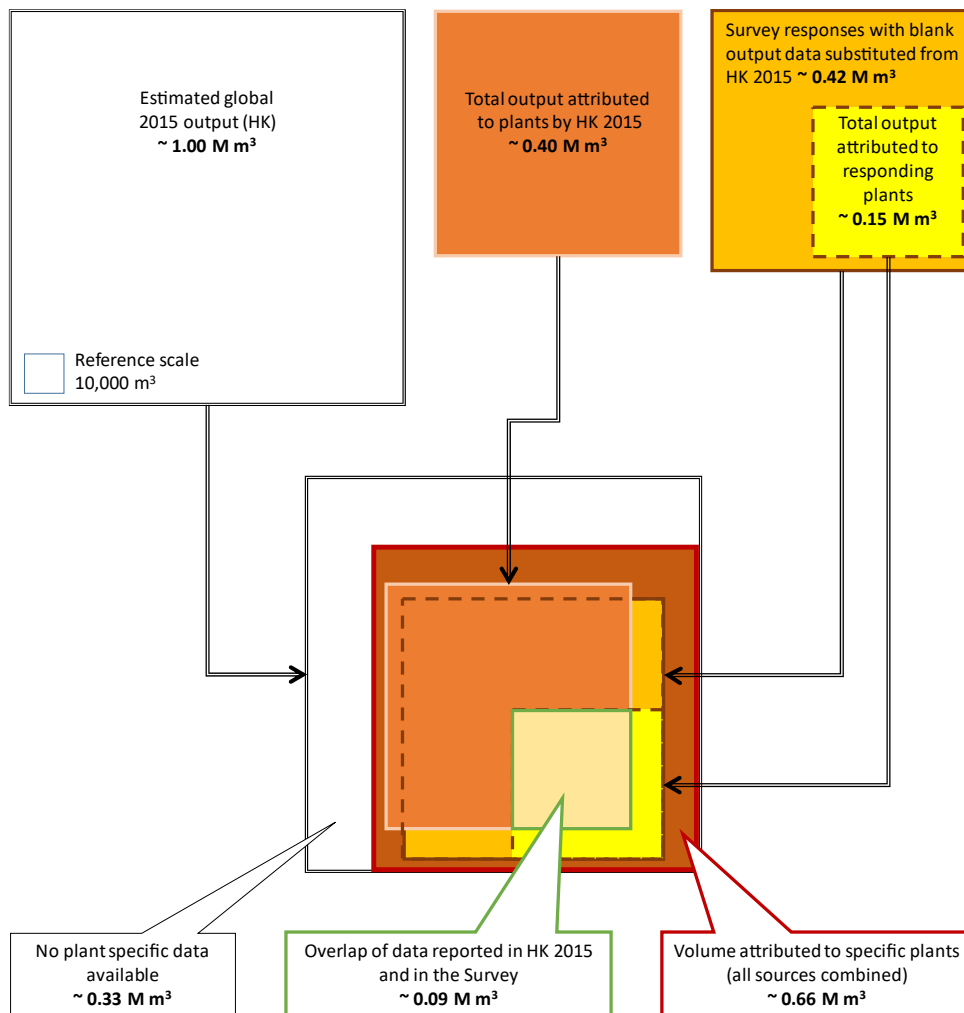 Estimated global
2015 output (HK)
~ 1.00 M m³
Reference scale
10,000 m³
Total output attributed
to plants by HK 2015
~ 0.40 M m³
Survey responses with blank
output data substituted from
HK 2015 ~ 0.42 M m³
Total output
attributed to
responding
plants
~ 0.15 M m³
No plant specific data
available
~ 0.33 M m³
Overlap of data reported in HK 2015
and in the Survey
~ 0.09 M m³
Volume attributed to specific plants
(all sources combined)
~ 0.66 M m³